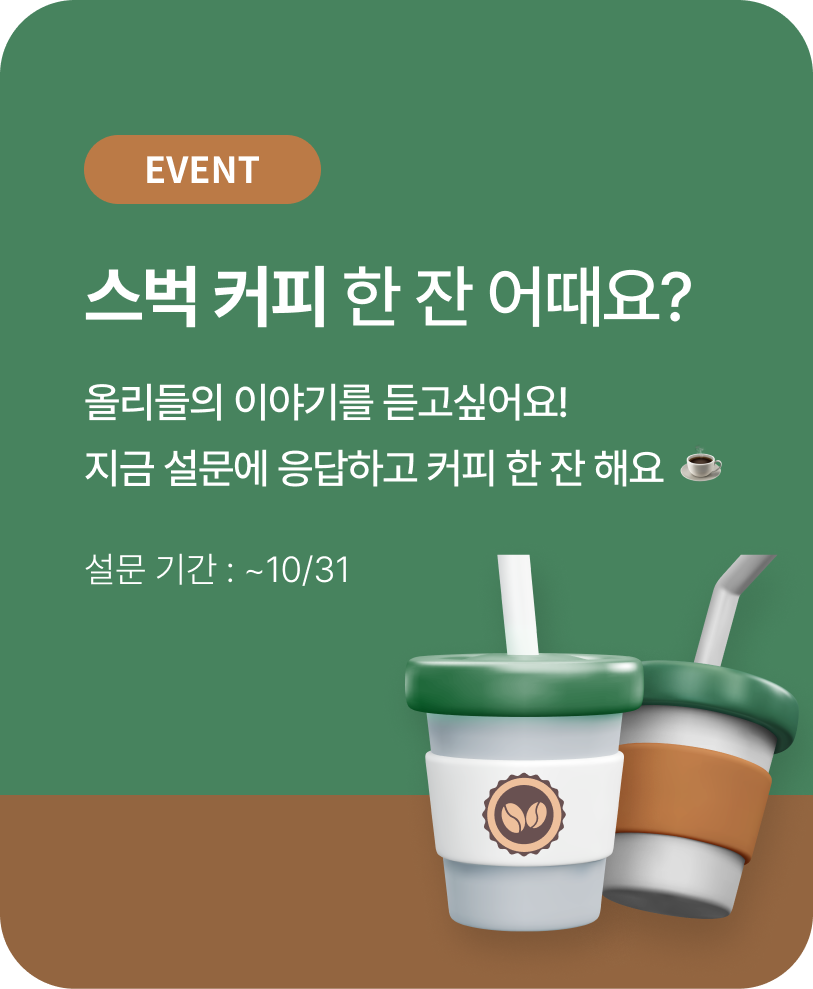 EVENT
스벅 커피 한 잔 어때요?
올리들의 이야기를 듣고싶어요!
지금 설문에 응답하고 커피 한 잔 해요 ☕
설문 기간 : ~10/31